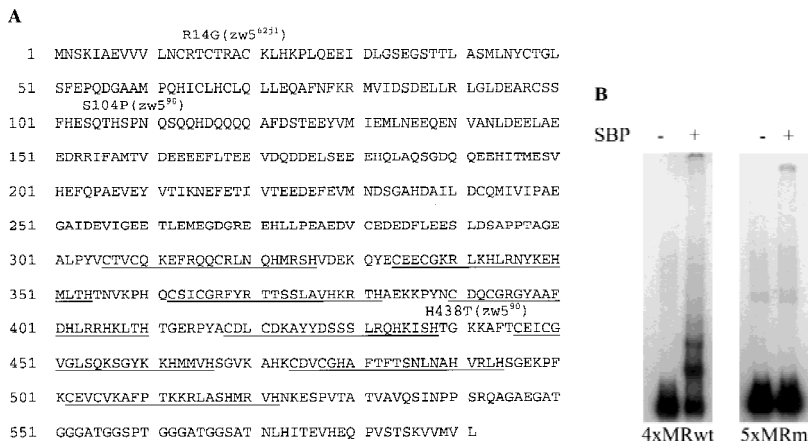 A
R14G(zw5^62j1)
1 MNSKIAEVVV LNCRTCTRAC KLHKPLQEEI DLGSEGSTTL ASMLNYCTGL
51 SFEPQDGAAM PQHICLHCLQ LLEQAFNFKR MVIDSDELLR LGLDEARCSS
S104P(zw5^96)
101 FHESQTHSPN QSQQHDQQQQ AFDSTEEYVM IEMLNEEQEN VANLDEELAE
151 EDRRIFAMTV DEEEEFLTEE VDQDDELSEE EHQLAQSGDQ QEEHITMESV
201 HEFQPAEVEY VTIKNEFETI VTEEDEFEVM NDSGAHDAIL DCQMIVIPAE
251 GAIDEVIGEE TLEMEGDGRE EHLLPEAEDV CEDEDFLEES LDSAPPTAGE
301 ALPYVCTVCQ KEFRQQCRLN QHMRSHVDEK QYECEECGKR LKHLRNYKEH
351 MLTHTNVKPH QCSICGRFYR TTSSLAVHKR THAEKKPYNC DQCGRGYAAF
H438T(zw5^90)
401 DHLRRHKLTH TGERPYACDL CDKAYYDSSS LRQHKISHTG KKAFTCEICG
451 VGLSQKSGYK KHMMVHSGVK AHKCDVCGHA FTFTSNLNAH VRLHSGEKPF
501 KCEVCVKAFP TKKRLASHMR VHNKESPVTA TVAVQSINPP SRQAGAEGAT
551 GGGATGGSPT GGGATGGSAT NLHITEVHEQ PVSTSKVVMV L
B
SBP - + - +
4xMRwt 5xMRm